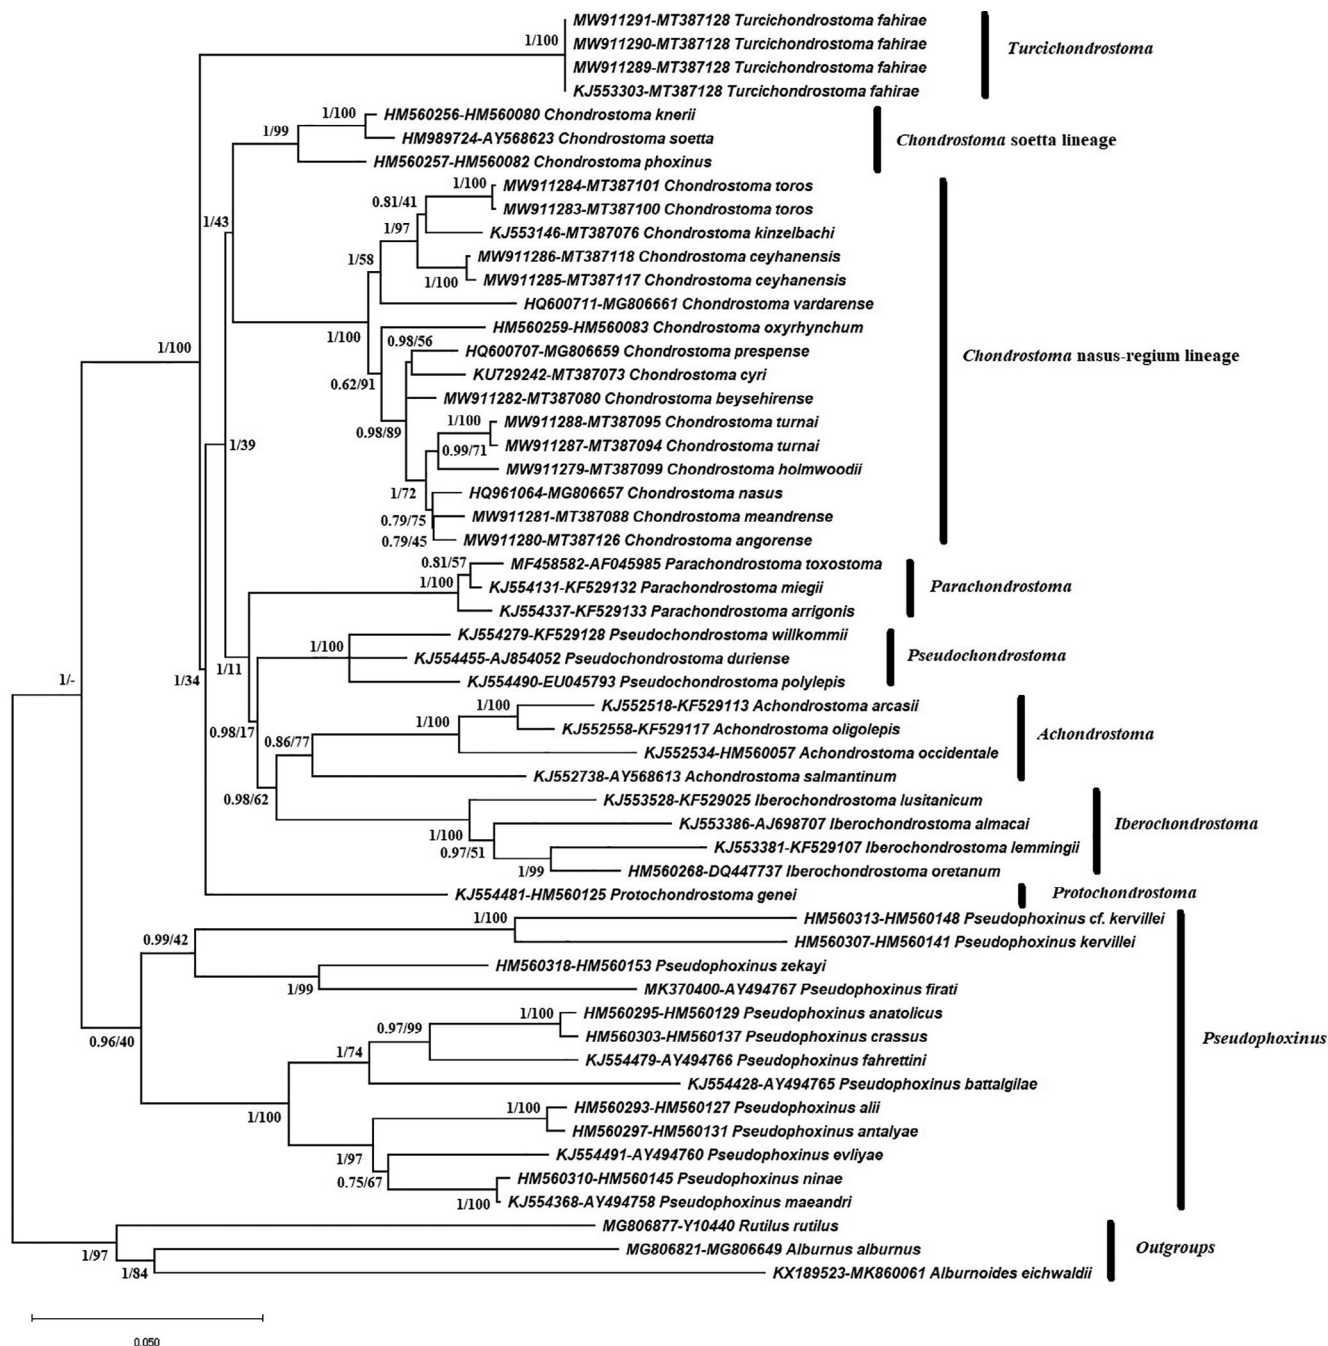 MW911291-MT387128 Turcichondrostoma fahirae
1/100
MW911290-MT387128 Turcichondrostoma fahirae
Turcichondrostoma
MW911289-MT387128 Turcichondrostoma fahirae
KJ553303-MT387128 Turcichondrostoma fahirae
1/100
HM560256-HM560080 Chondrostoma knerii
1/99
HM989724-AY568623 Chondrostoma soetta
Chondrostoma soetta lineage
HM560257-HM560082 Chondrostoma phoxinus
1/100
MW911284-MT387101 Chondrostoma toros
0.81/41
MW911283-MT387100 Chondrostoma toros
1/43
1/97
KJ553146-MT387076 Chondrostoma kinzelbachi
1/58
MW911286-MT387118 Chondrostoma ceyhanensis
1/100
MW911285-MT387117 Chondrostoma ceyhanensis
HQ600711-MG806661 Chondrostoma vardarense
1/100
HM560259-HM560083 Chondrostoma oxyrhynchum
0.98/56
1/100
HQ600707-MG806659 Chondrostoma prespense
Chondrostoma nasus-regium lineage
0.62/91
KU729242-MT387073 Chondrostoma cyri
MW911282-MT387080 Chondrostoma beysehirense
1/100
MW911288-MT387095 Chondrostoma turnai
0.98/89
1/39
0.99/71
MW911287-MT387094 Chondrostoma turnai
MW911279-MT387099 Chondrostoma holmwoodii
1/72
HQ961064-MG806657 Chondrostoma nasus
0.79/75
MW911281-MT387088 Chondrostoma meandrense
0.79/45
MW911280-MT387126 Chondrostoma angorense
0.81/57
MF458582-AF045985 Parachondrostoma toxostoma
1/100
KJ554131-KF529132 Parachondrostoma miegii
Parachondrostoma
KJ554337-KF529133 Parachondrostoma arrigonis
KJ554279-KF529128 Pseudochondrostoma willkommii
1/100
KJ554455-AJ854052 Pseudochondrostoma duriense
Pseudochondrostoma
1/11
1/34
1/-
KJ554490-EU045793 Pseudochondrostoma polylepis
1/100
KJ552518-KF529113 Achondrostoma arcasii
1/100
KJ552558-KF529117 Achondrostoma oligolepis
Achondrostoma
0.98/17
0.86/77
KJ552534-HM560057 Achondrostoma occidentale
KJ552738-AY568613 Achondrostoma salmantinum
0.98/62
KJ553528-KF529025 Iberochondrostoma lusitanicum
KJ553386-AJ698707 Iberochondrostoma almacai
Iberochondrostoma
1/100
KJ553381-KF529107 Iberochondrostoma lemmingii
0.97/51
1/99
HM560268-DQ447737 Iberochondrostoma oretanum
KJ554481-HM560125 Protochondrostoma genei
Protochondrostoma
1/100
HM560313-HM560148 Pseudophoxinus cf. kervillei
0.99/42
HM560307-HM560141 Pseudophoxinus kervillei
HM560318-HM560153 Pseudophoxinus zekayi
1/99
MK370400-AY494767 Pseudophoxinus firati
1/100
HM560295-HM560129 Pseudophoxinus anatolicus
0.97/99
HM560303-HM560137 Pseudophoxinus crassus
Pseudophoxinus
0.96/40
1/74
KJ554479-AY494766 Pseudophoxinus fahrettini
KJ554428-AY494765 Pseudophoxinus battalgilae
1/100
1/100
HM560293-HM560127 Pseudophoxinus alii
HM560297-HM560131 Pseudophoxinus antalyae
1/97
KJ554491-AY494760 Pseudophoxinus evliyae
0.75/67
HM560310-HM560145 Pseudophoxinus ninae
1/100
KJ554368-AY494758 Pseudophoxinus maeandri
MG806877-Y10440 Rutilus rutilus
1/97
MG806821-MG806649 Alburnus alburnus
Outgroups
1/84
KX189523-MK860061 Alburnoides eichwaldii
0.050